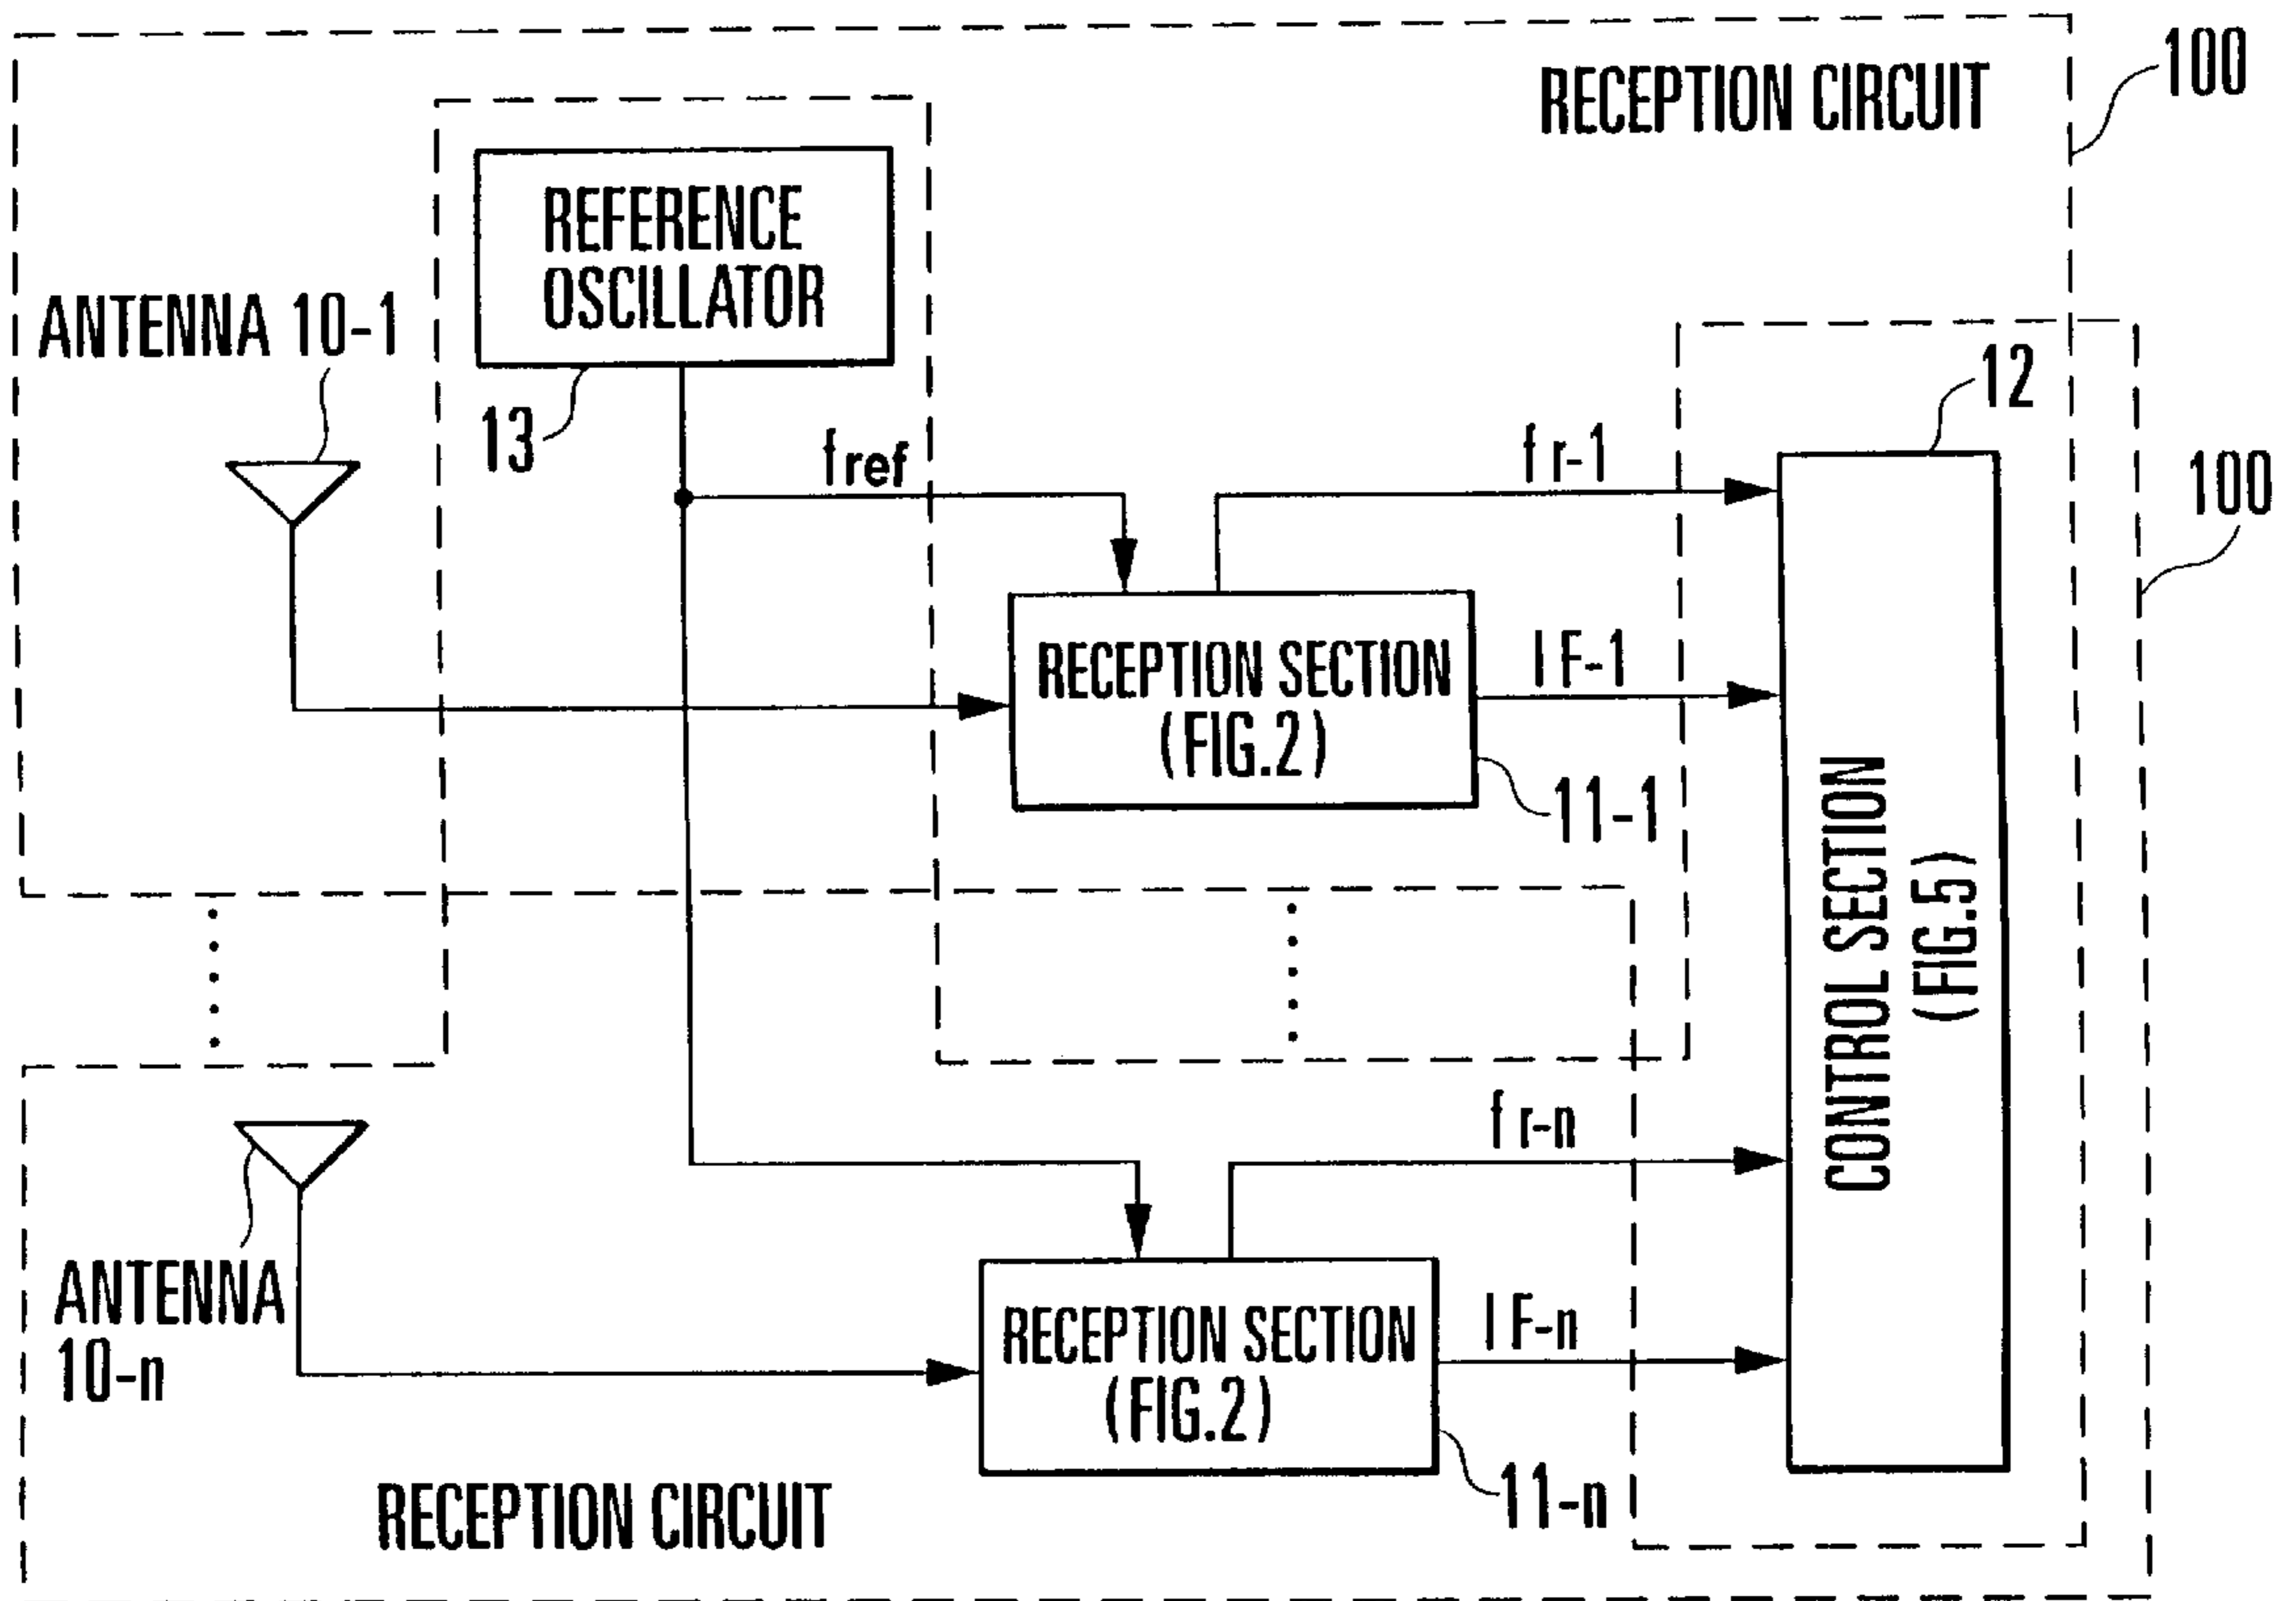 RECEPTION CIRCUIT
100
REFERENCE
OSCILLATOR
13
ANTENNA 10-1
fref
fr-1
12
100
RECEPTION SECTION
(FIG.2)
IF-1
11-1
CONTROL SECTION
(FIG.5)
fr-n
ANTENNA
10-n
RECEPTION SECTION
(FIG.2)
IF-n
11-n
RECEPTION CIRCUIT